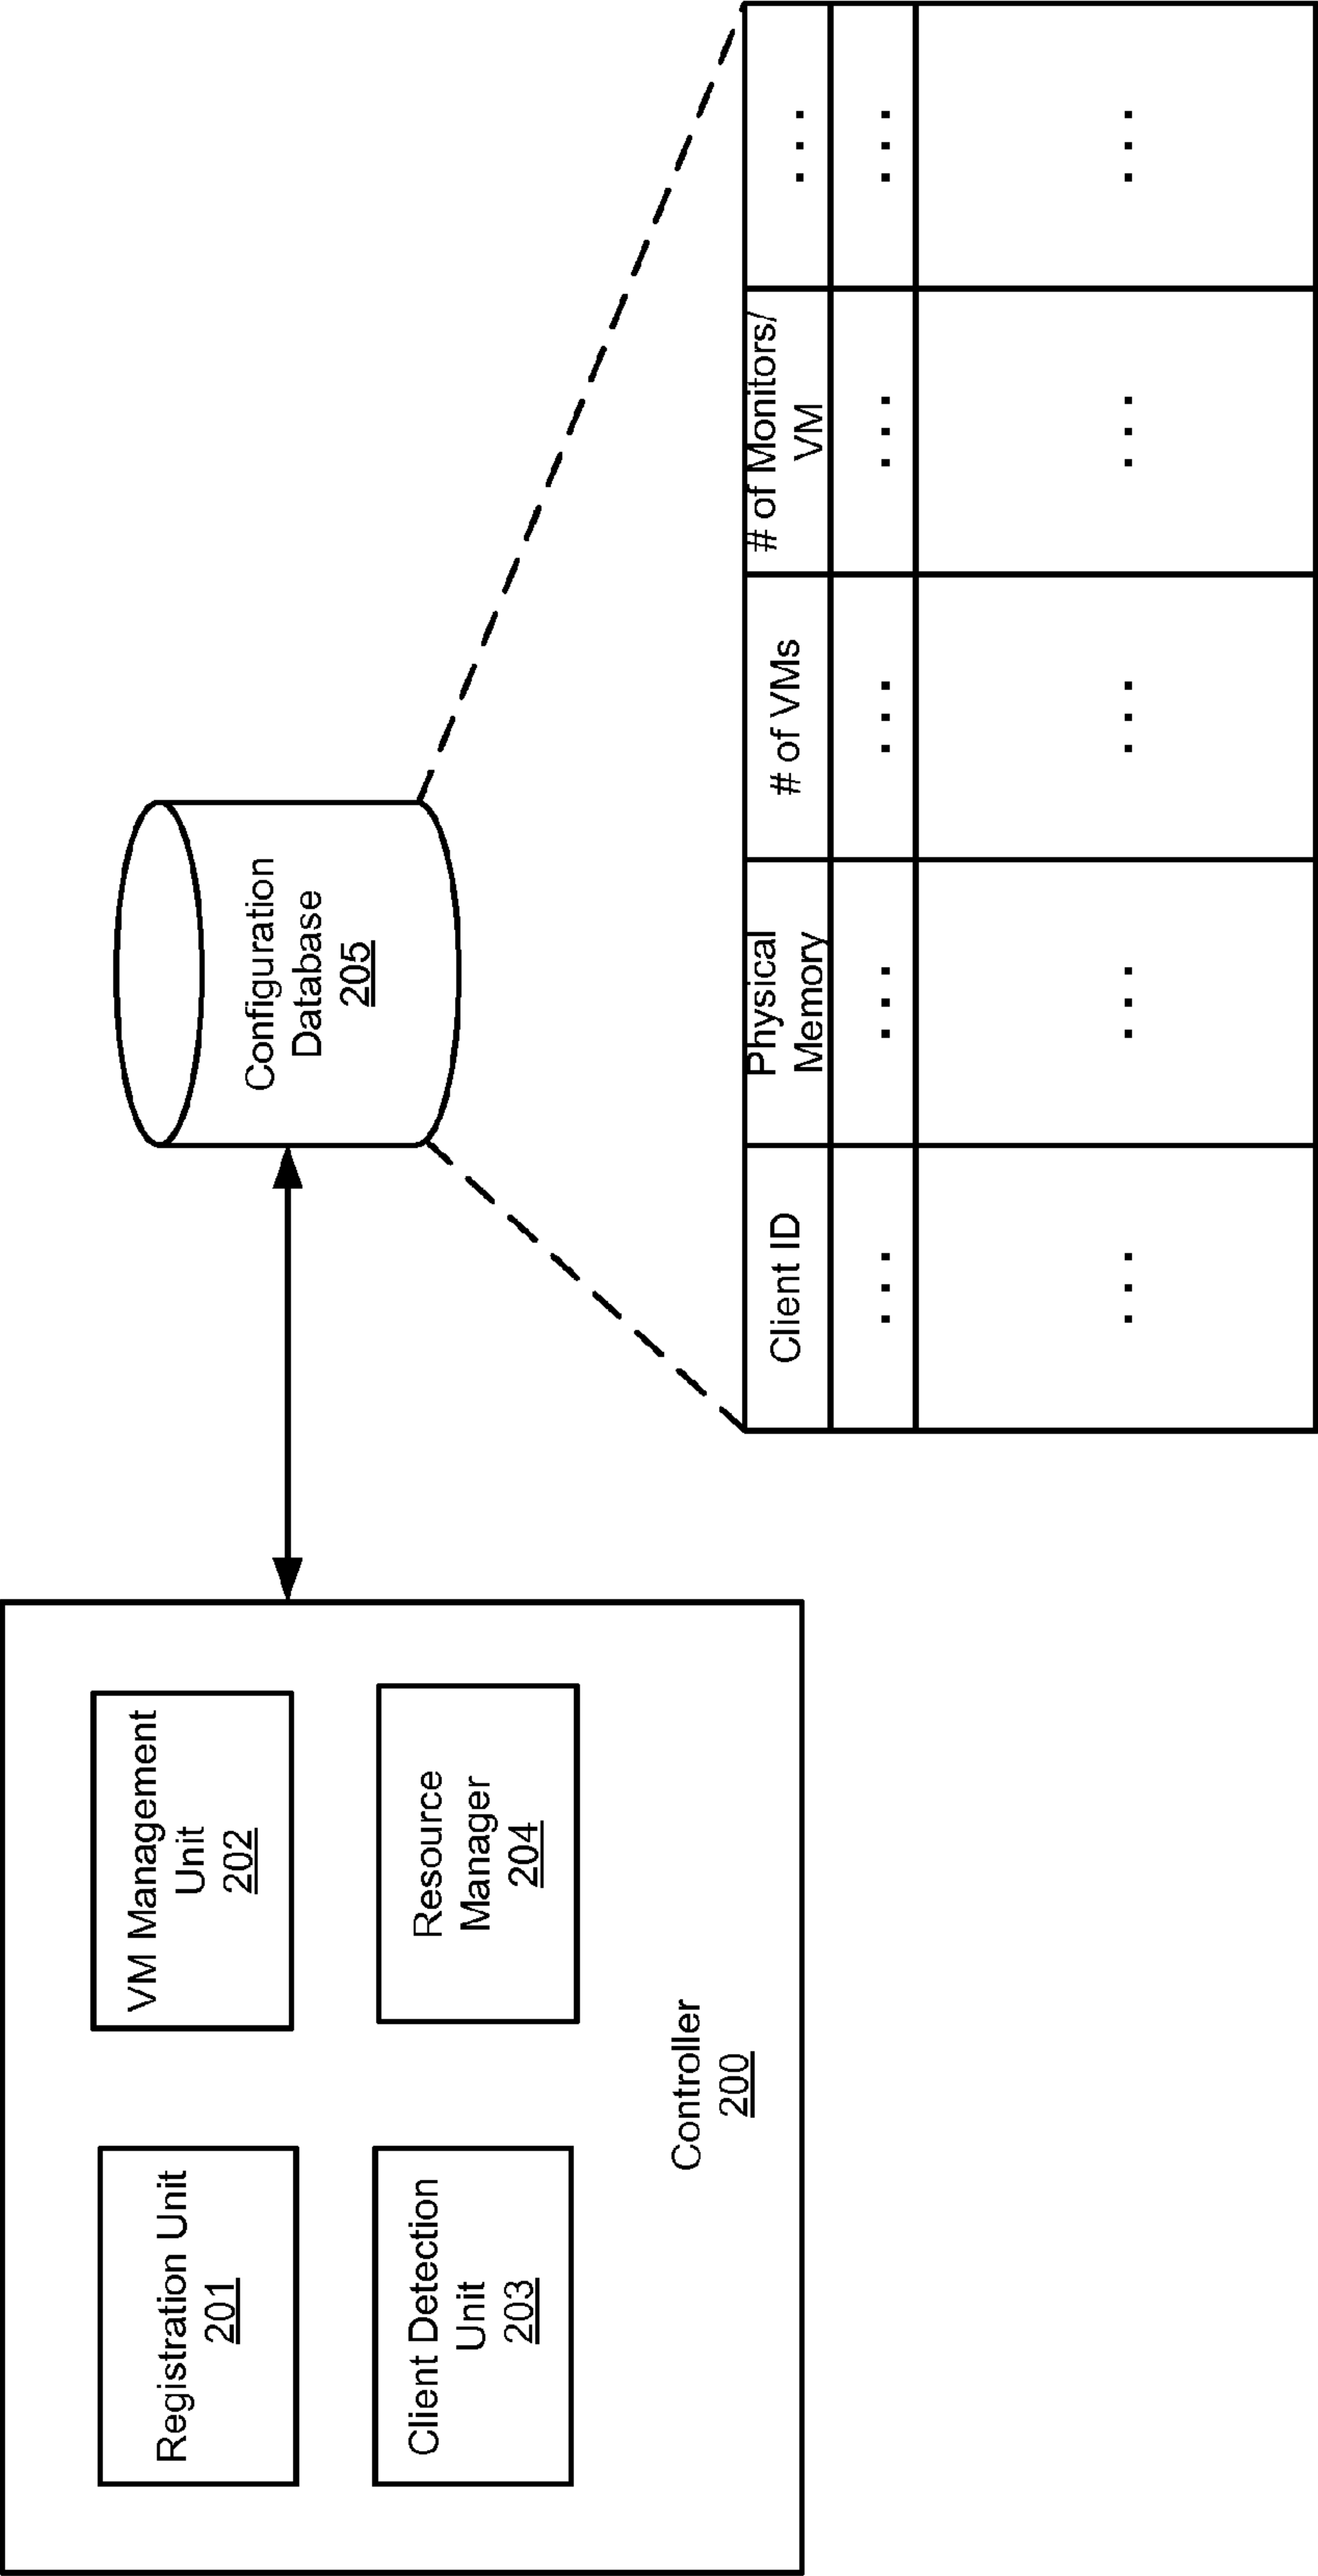 Registration Unit
201
VM Management
Unit
202
Client Detection
Unit
203
Resource
Manager
204
Controller
200
Configuration
Database
205
Client ID
Physical
Memory
# of VMs
# of Monitors/
VM
. . .
. . .
. . .
. . .
. . .
. . .
. . .
. . .
. . .
. . .
. . .